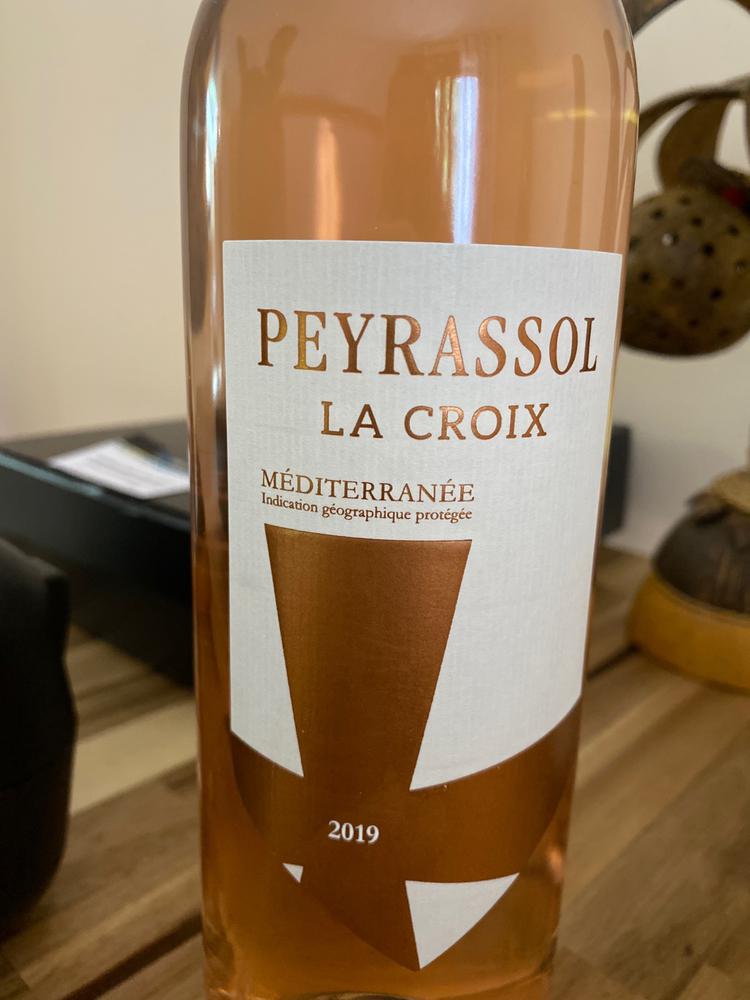 PEYRASSOL
LA CROIX
MÉDITERRANÉE
Indication géographique protégée
2019